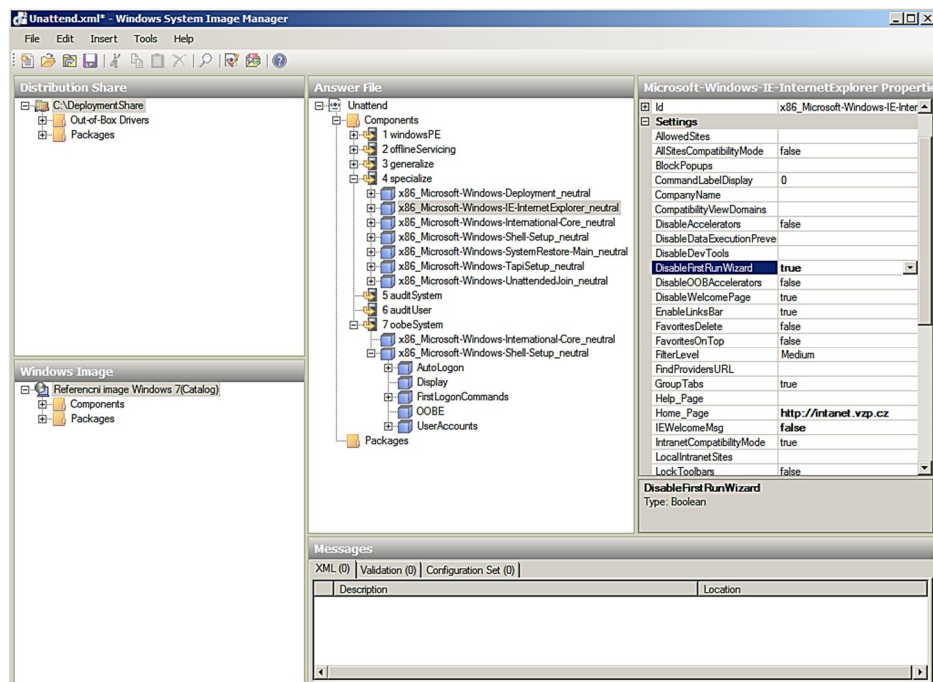 Unattend.xml* - Windows System Image Manager
File Edit Insert Tools Help
Distribution Share
C:\DeploymentShare
Out-of-Box Drivers
Packages
Windows Image
Referencni image Windows 7(Catalog)
Components
Packages
Answer File
Unattend
Components
1 windowsPE
2 offlineServicing
3 generalize
4 specialize
x86_Microsoft-Windows-Deployment_neutral
x86_Microsoft-Windows-IE-InternetExplorer_neutral
x86_Microsoft-Windows-International-Core_neutral
x86_Microsoft-Windows-Shell-Setup_neutral
x86_Microsoft-Windows-SystemRestore-Main_neutral
x86_Microsoft-Windows-TapiSetup_neutral
x86_Microsoft-Windows-UnattendedJoin_neutral
5 auditSystem
6 auditUser
7 oobeSystem
x86_Microsoft-Windows-International-Core_neutral
x86_Microsoft-Windows-Shell-Setup_neutral
AutoLogon
Display
FirstLogonCommands
OOBE
UserAccounts
Packages
Microsoft-Windows-IE-InternetExplorer Properti
Id x86_Microsoft-Windows-IE-Inter
Settings
AllowedSites
AllSitesCompatibilityMode false
BlockPopups
CommandLabelDisplay 0
CompanyName
CompatibilityViewDomains
DisableAccelerators false
DisableDataExecutionPreve
DisableDevTools
DisableFirstRunWizard true
DisableOOBAccelerators false
DisableWelcomePage true
EnableLinksBar true
FavoritesDelete false
FavoritesOnTop false
FilterLevel Medium
FindProvidersURL
GroupTabs true
Help_Page
Home_Page http://intanet.vzp.cz
IEWelcomeMsg false
IntranetCompatibilityMode true
LocalIntranetSites
LockToolbars false
DisableFirstRunWizard
Type: Boolean
Messages
XML (0) Validation (0) Configuration Set (0)
Description Location